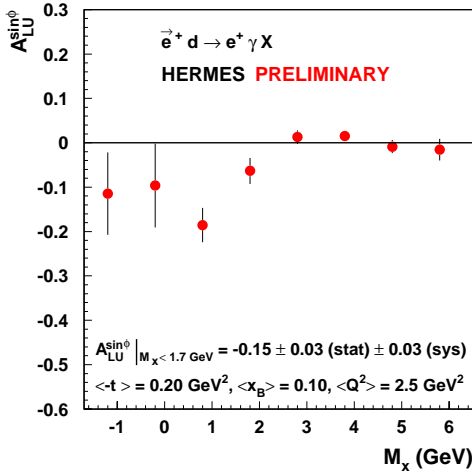 A_LU^sinϕ
e⃗⁺ d → e⁺ γ X
HERMES PRELIMINARY
0.3
0.2
0.1
0
-0.1
-0.2
-0.3
-0.4
-0.5
-0.6
A_LU^sinϕ |_M_x < 1.7 GeV = -0.15 ± 0.03 (stat) ± 0.03 (sys)
<-t > = 0.20 GeV², <x_B> = 0.10, <Q²> = 2.5 GeV²
-1 0 1 2 3 4 5 6
M_x (GeV)